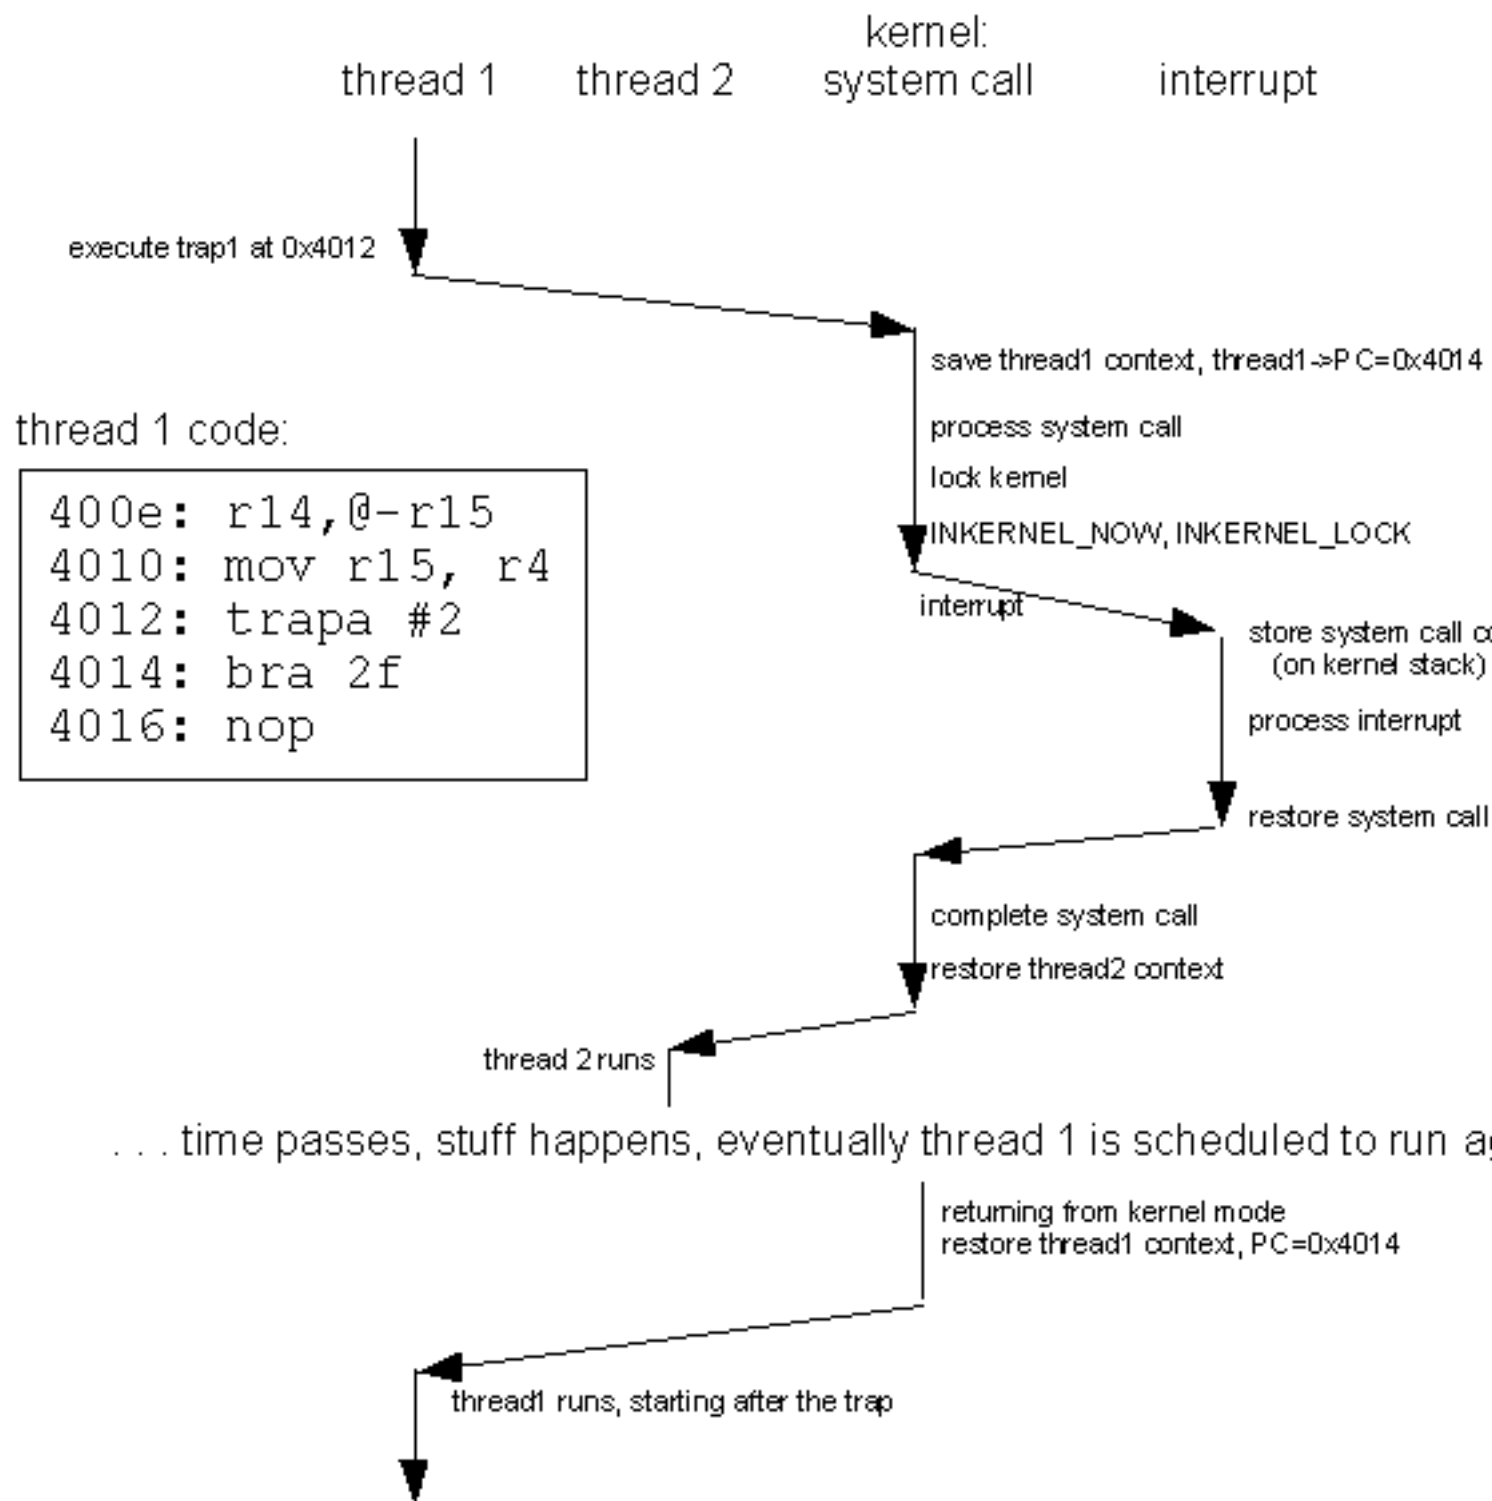 kernel:
thread 1 thread 2 system call interrupt
execute trap1 at 0x4012
save thread1 context, thread1->PC=0x4014
process system call
lock kernel
INKERNEL_NOW, INKERNEL_LOCK
thread 1 code:
400e: r14,@-r15
4010: mov r15, r4
4012: trapa #2
4014: bra 2f
4016: nop
interrupt
store system call
(on kernel stack)
process interrupt
restore system call
complete system call
restore thread2 context
thread 2 runs
. . . time passes, stuff happens, eventually thread 1 is scheduled to run
returning from kernel mode
restore thread1 context, PC=0x4014
thread1 runs, starting after the trap